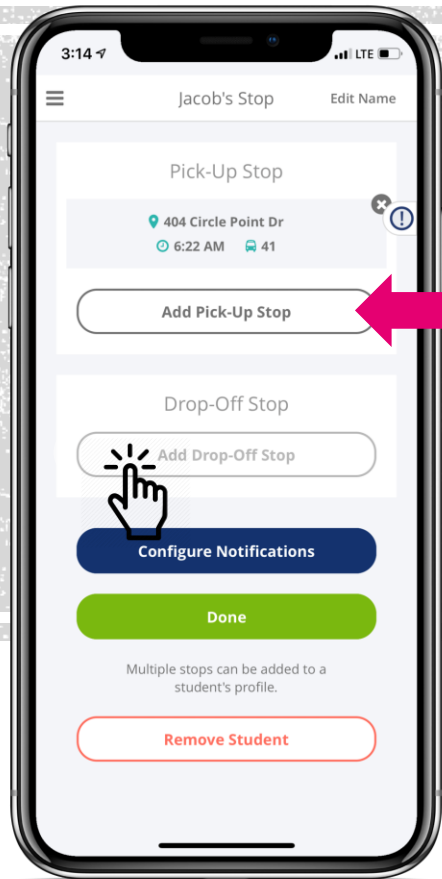 3:14 LTE
Jacob's Stop Edit Name
Pick-Up Stop
404 Circle Point Dr
6:22 AM 41
Add Pick-Up Stop
Drop-Off Stop
Add Drop-Off Stop
Configure Notifications
Done
Multiple stops can be added to a
student's profile.
Remove Student